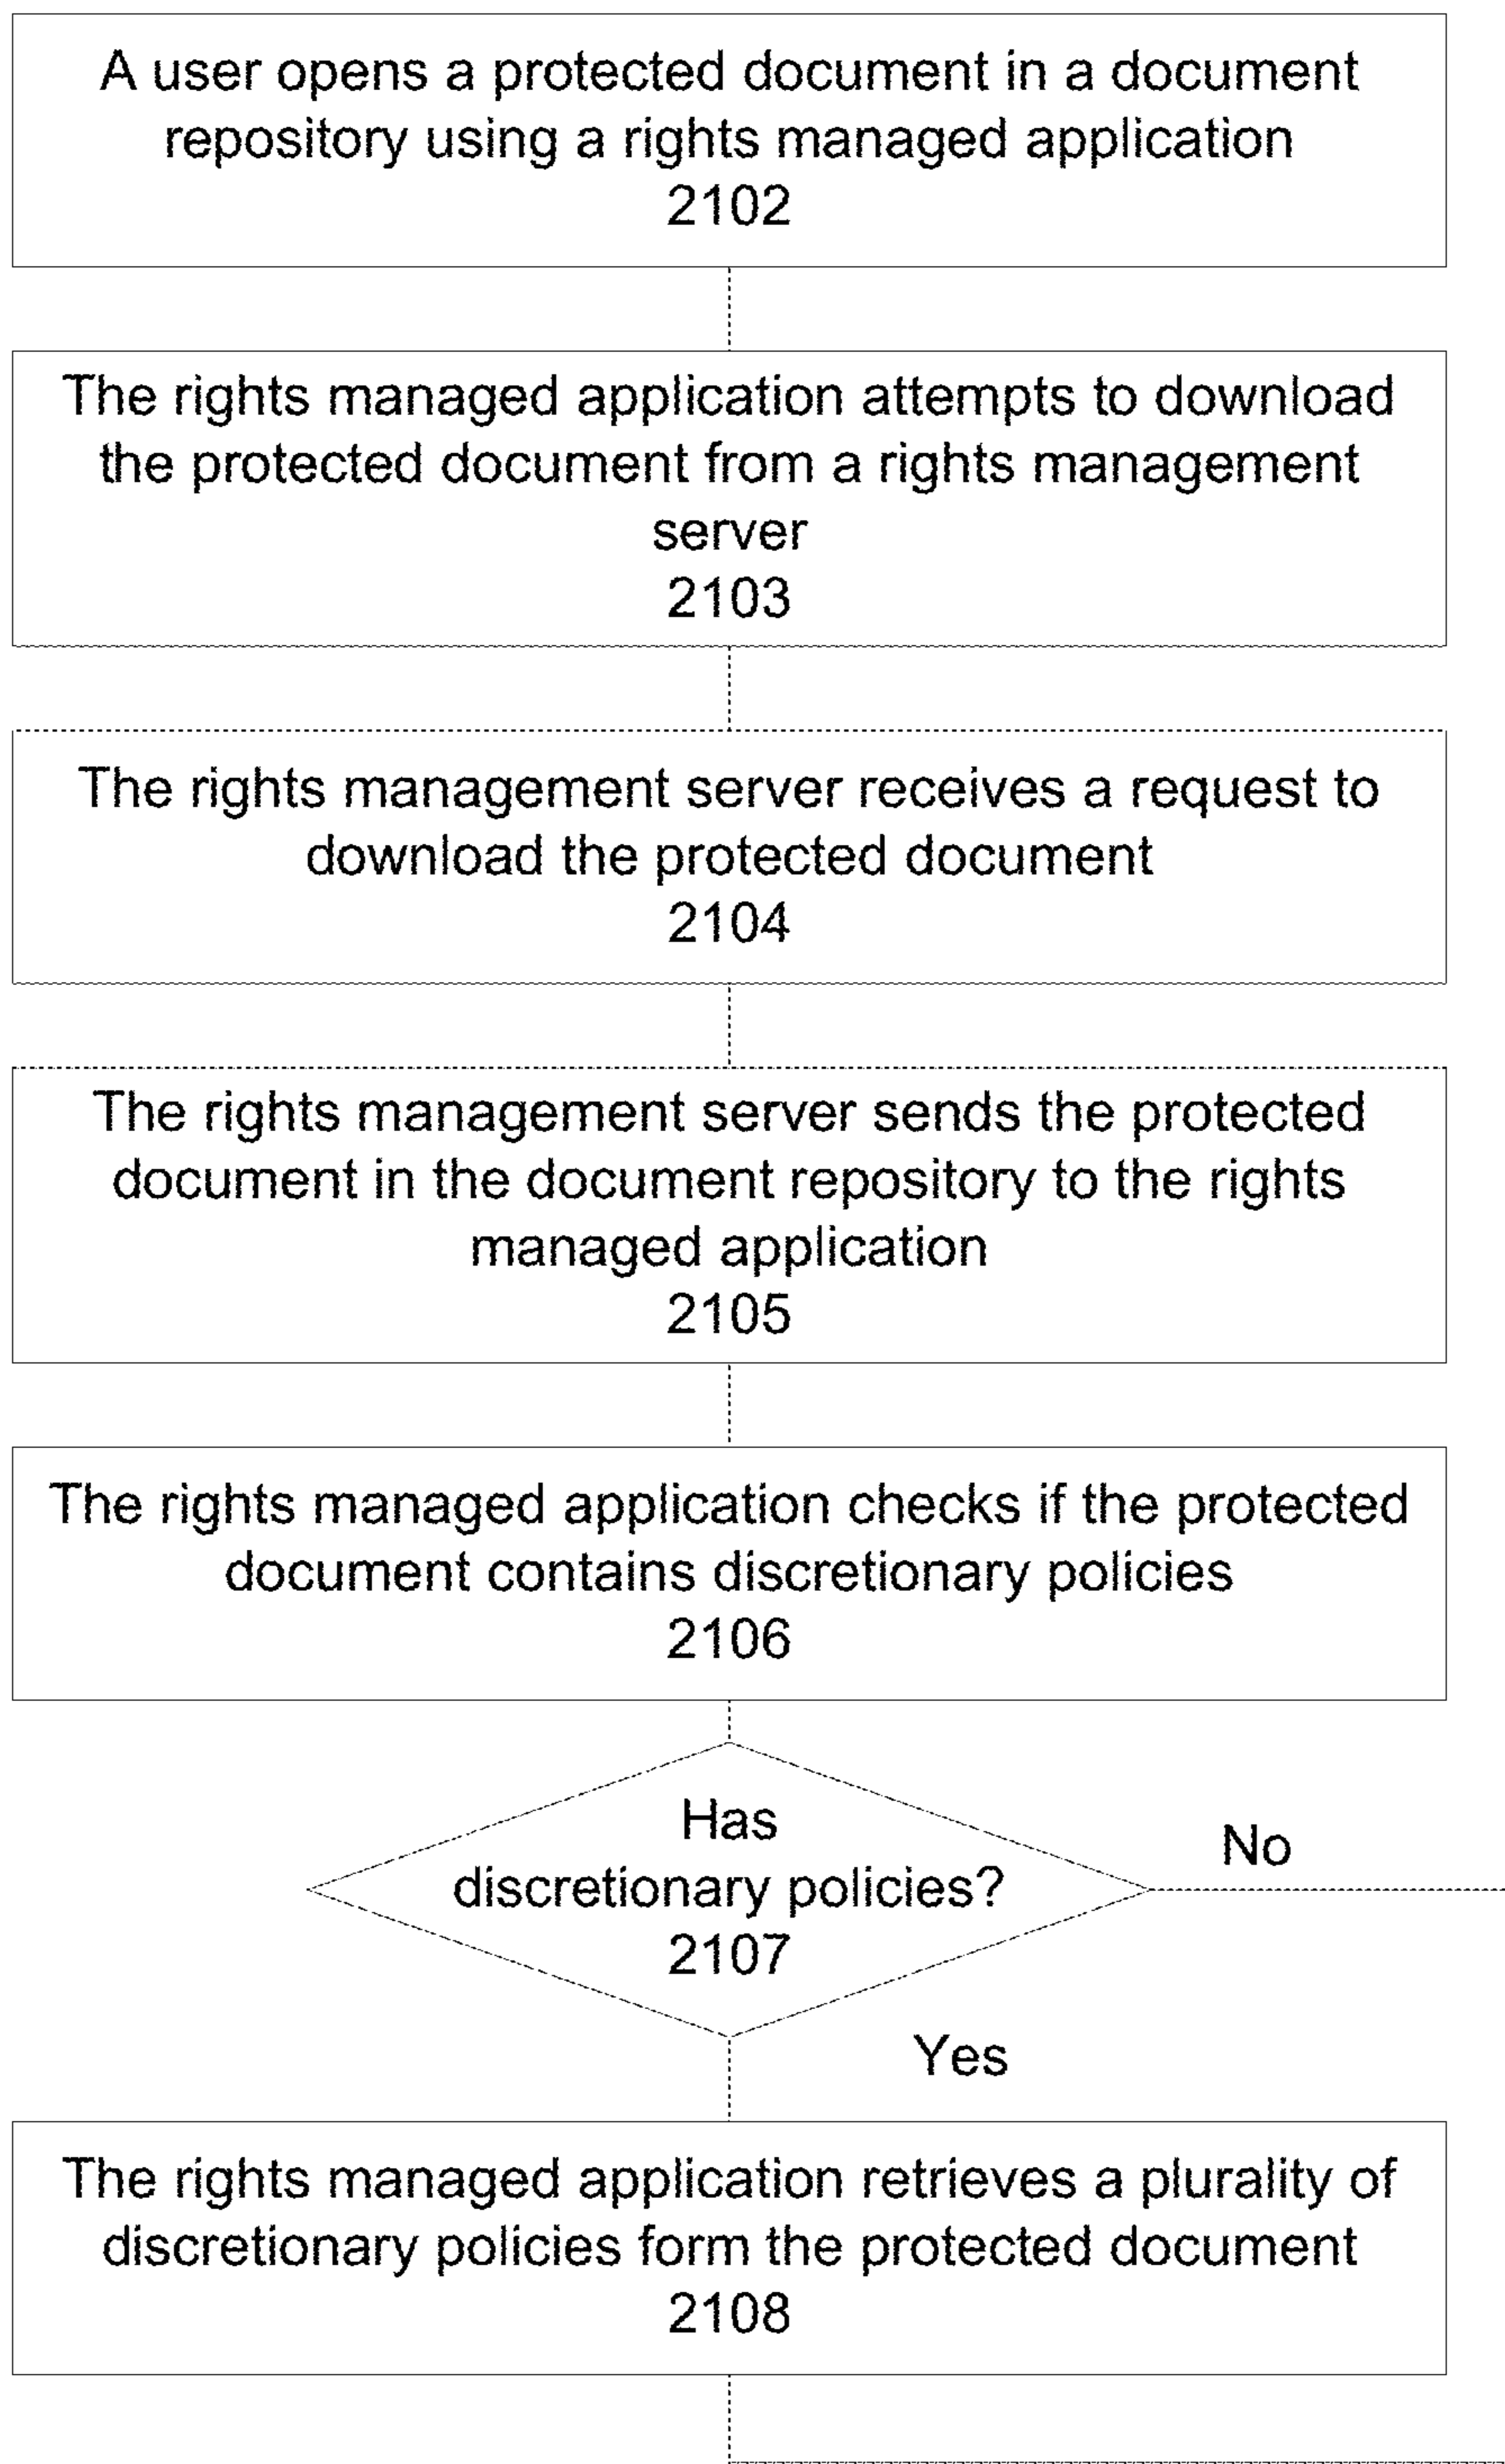 A user opens a protected document in a document
repository using a rights managed application
2102
The rights managed application attempts to download
the protected document from a rights management
server
2103
The rights management server receives a request to
download the protected document
2104
The rights management server sends the protected
document in the document repository to the rights
managed application
2105
The rights managed application checks if the protected
document contains discretionary policies
2106
Has
discretionary policies?
2107
No
Yes
The rights managed application retrieves a plurality of
discretionary policies form the protected document
2108